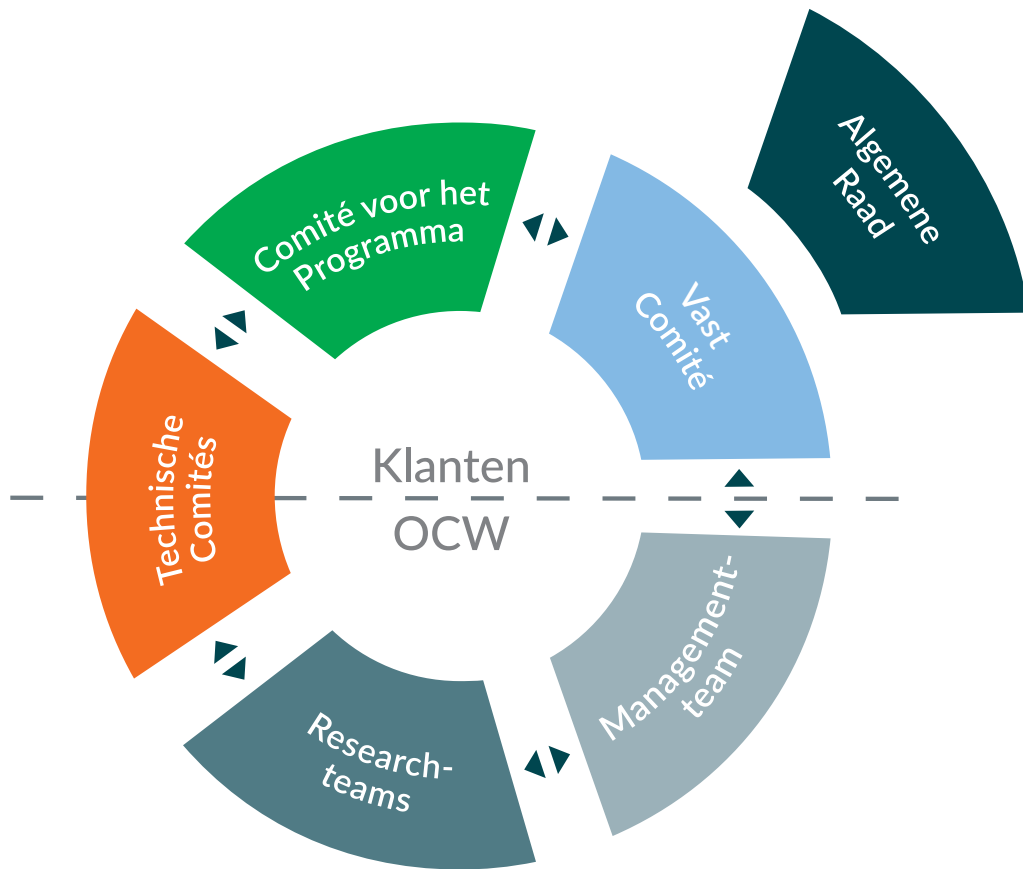 Algemene
Raad
Comité voor het
Programma
Vast
Comité
Technische
Comités
Klanten
OCW
Management-
team
Research-
teams